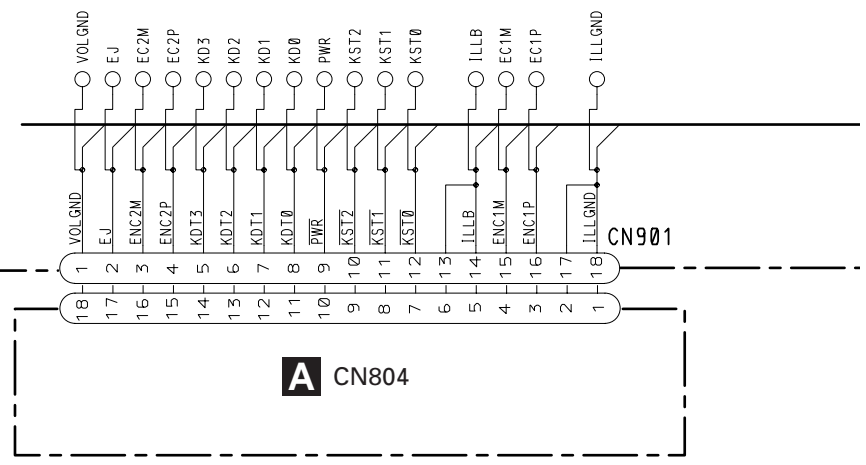 VOLGND EJ EC2M EC2P KD3 KD2 KD1 KD0 PWR KST2 KST1 KST0 ILLB EC1M EC1P ILLGND
VOLGND EJ ENC2M ENC2P KDT3 KDT2 KDT1 KDT0 PWR KST2 KST1 KST0 ILLB ENC1M ENC1P ILLGND
CN901
1 2 3 4 5 6 7 8 9 10 11 12 13 14 15 16 17 18
18 17 16 15 14 13 12 11 10 9 8 7 6 5 4 3 2 1
A CN804